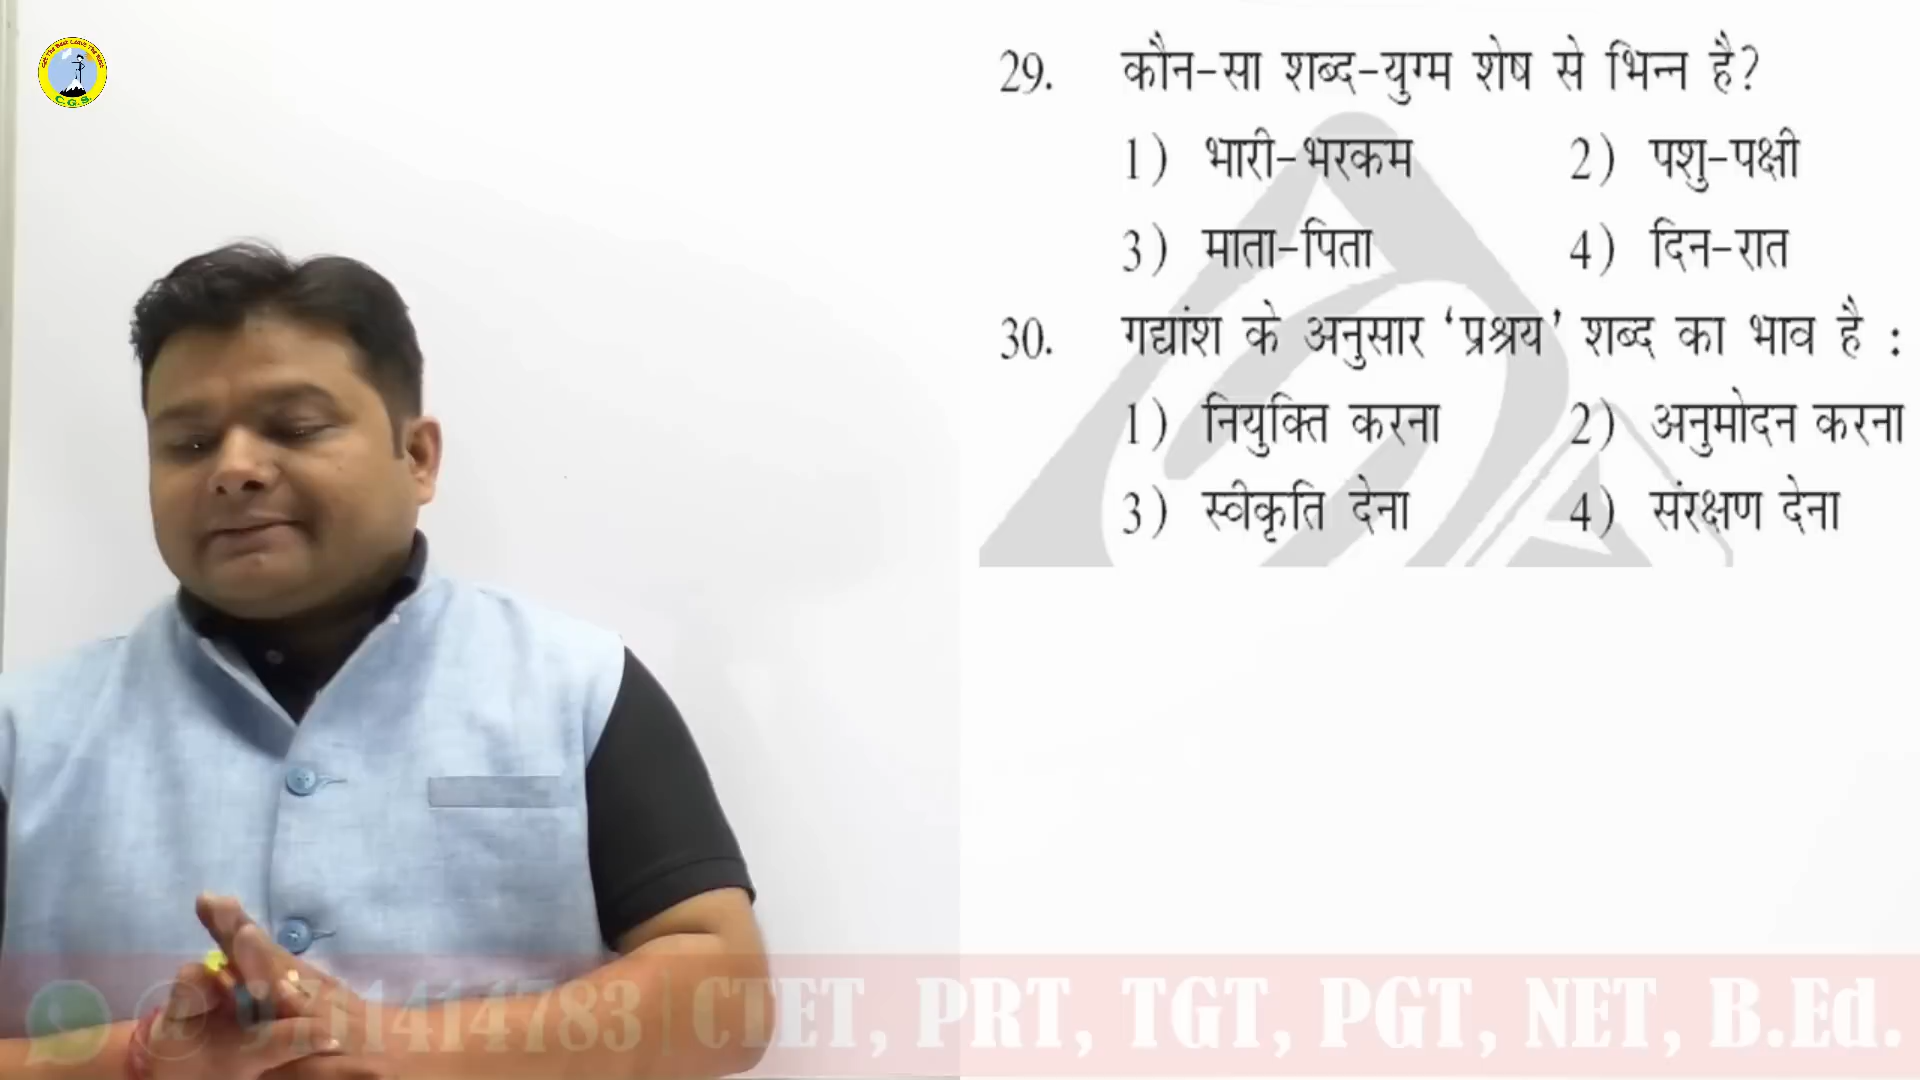 29. कौन-सा शब्द-युग्म शेष से भिन्न है?
1) भारी-भरकम 2) पशु-पक्षी
3) माता-पिता 4) दिन-रात
30. गद्यांश के अनुसार ‘प्रश्रय’ शब्द का भाव है :
1) नियुक्ति करना 2) अनुमोदन करना
3) स्वीकृति देना 4) संरक्षण देना
9711414783 | CTET, PRT, TGT, PGT, NET, B.Ed.
C.G.S.